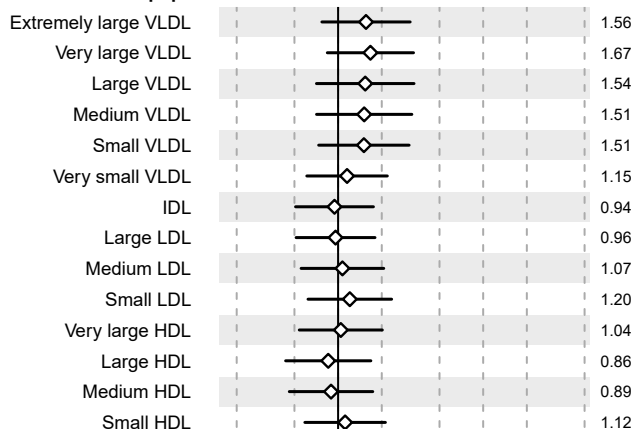 Extremely large VLDL 1.56
Very large VLDL 1.67
Large VLDL 1.54
Medium VLDL 1.51
Small VLDL 1.51
Very small VLDL 1.15
IDL 0.94
Large LDL 0.96
Medium LDL 1.07
Small LDL 1.20
Very large HDL 1.04
Large HDL 0.86
Medium HDL 0.89
Small HDL 1.12